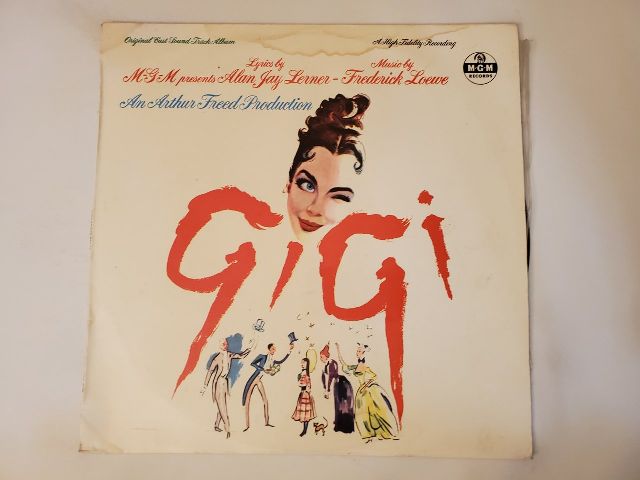 Original Cast Sound Track Album
A High Fidelity Recording
M-G-M
RECORDS
Lyrics by
Music by
M-G-M presents Alan Jay Lerner - Frederick Loewe
An Arthur Freed Production
GiGi